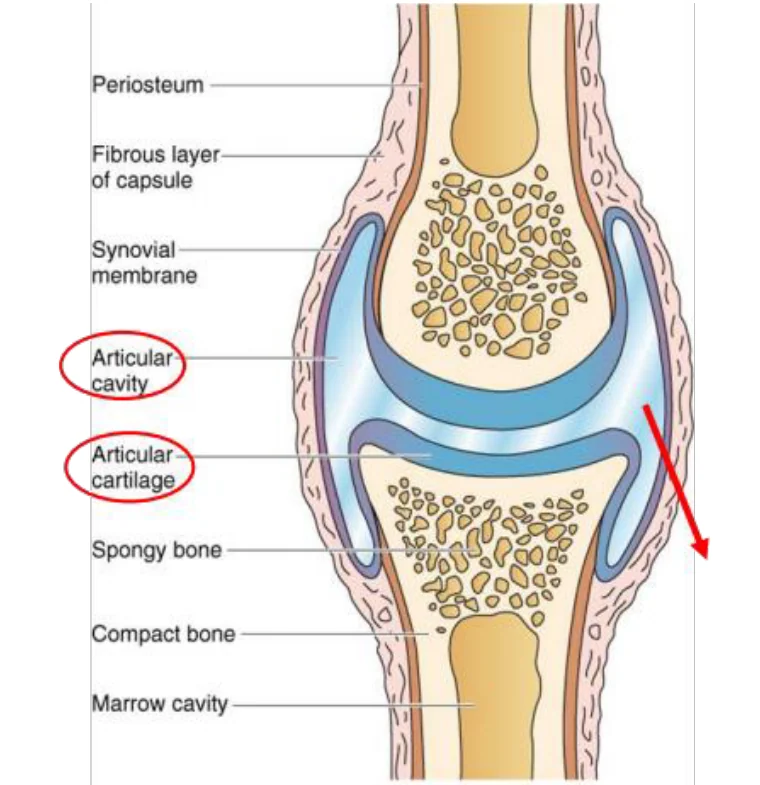 Periosteum
Fibrous layer
of capsule
Synovial
membrane
Articular
cavity
Articular
cartilage
Spongy bone
Compact bone
Marrow cavity